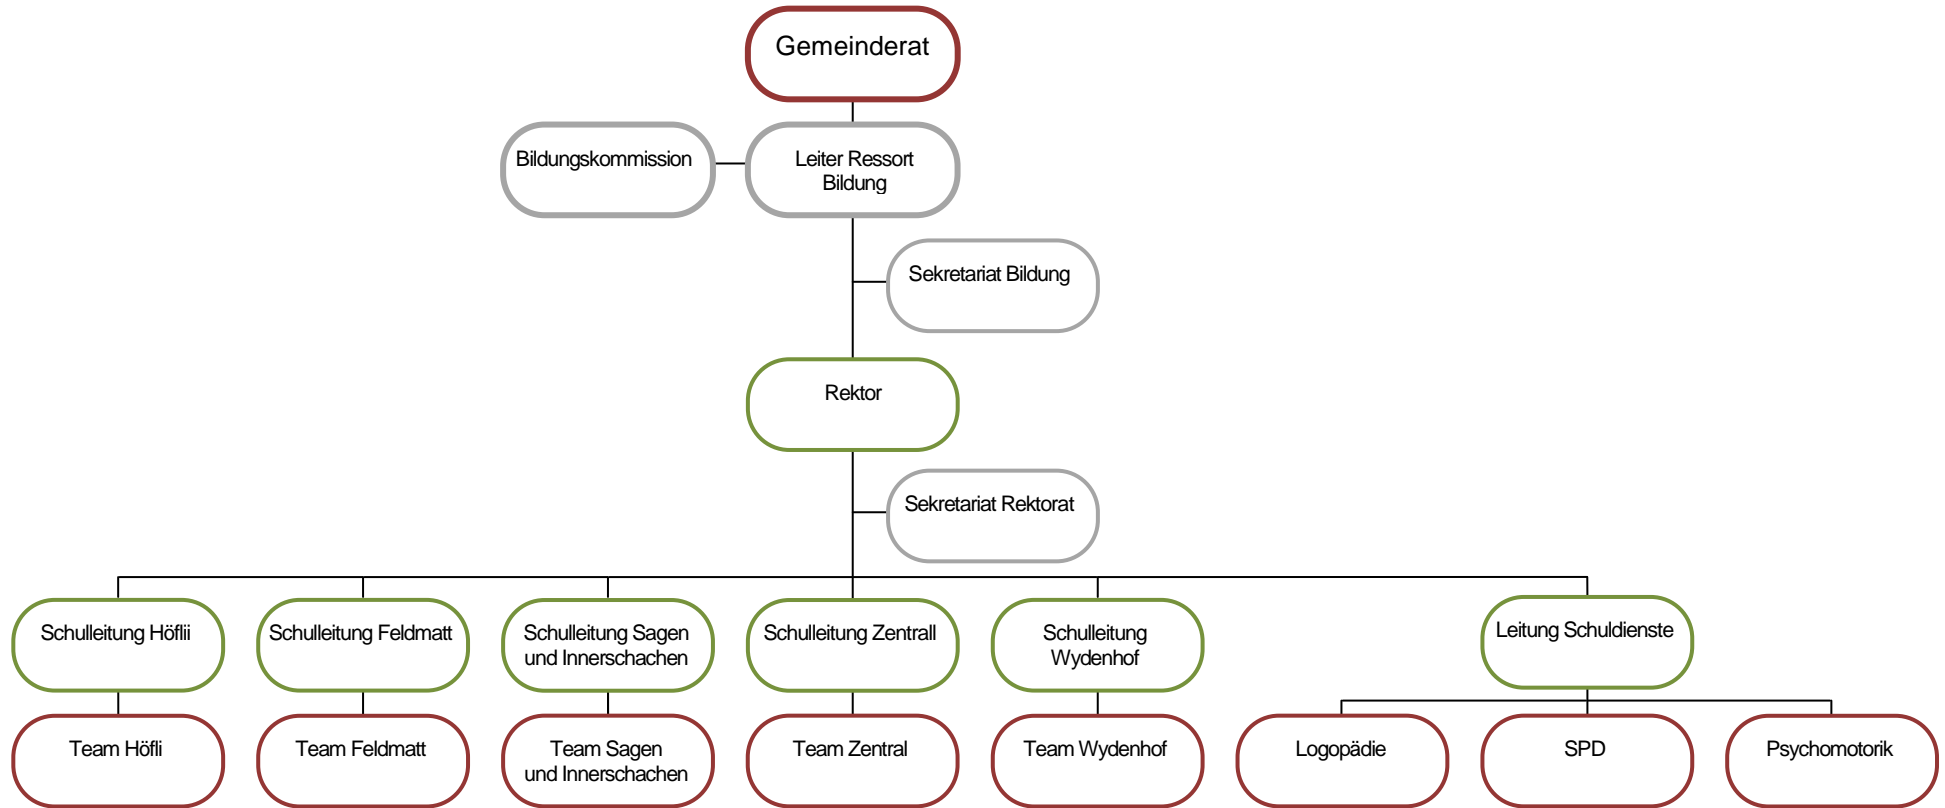 Gemeinderat
Bildungskommission
Leiter Ressort
Bildung
Sekretariat Bildung
Rektor
Sekretariat Rektorat
Schulleitung Höflii
Schulleitung Feldmatt
Schulleitung Sagen
und Innerschachen
Schulleitung Zentrall
Schulleitung
Wydenhof
Leitung Schuldienste
Team Höfli
Team Feldmatt
Team Sagen
und Innerschachen
Team Zentral
Team Wydenhof
Logopädie
SPD
Psychomotorik